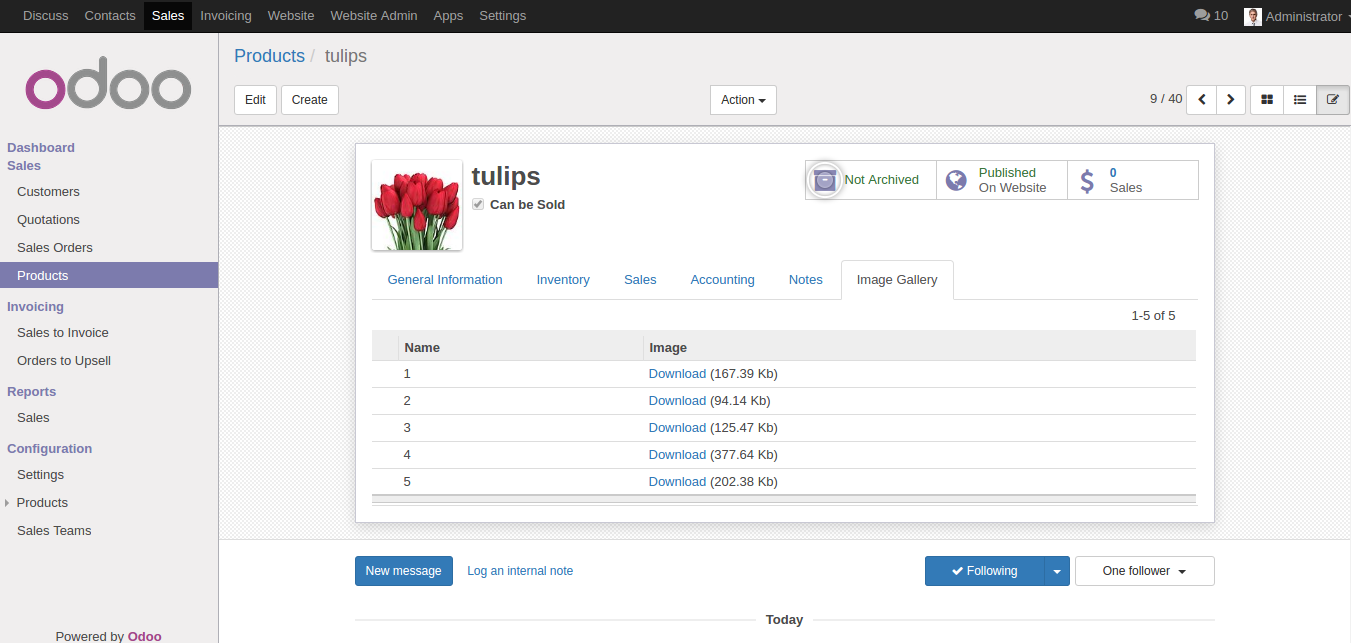 Discuss Contacts Sales Invoicing Website Website Admin Apps Settings 10 Administrator
odoo
Dashboard
Sales
Customers
Quotations
Sales Orders
Products
Invoicing
Sales to Invoice
Orders to Upsell
Reports
Sales
Configuration
Settings
Products
Sales Teams
Powered by Odoo
Products / tulips
Edit Create Action 9 / 40
tulips
Can be Sold
Not Archived
Published
On Website
0
Sales
General Information Inventory Sales Accounting Notes Image Gallery
1-5 of 5
Name Image
1 Download (167.39 Kb)
2 Download (94.14 Kb)
3 Download (125.47 Kb)
4 Download (377.64 Kb)
5 Download (202.38 Kb)
New message Log an internal note Following One follower
Today